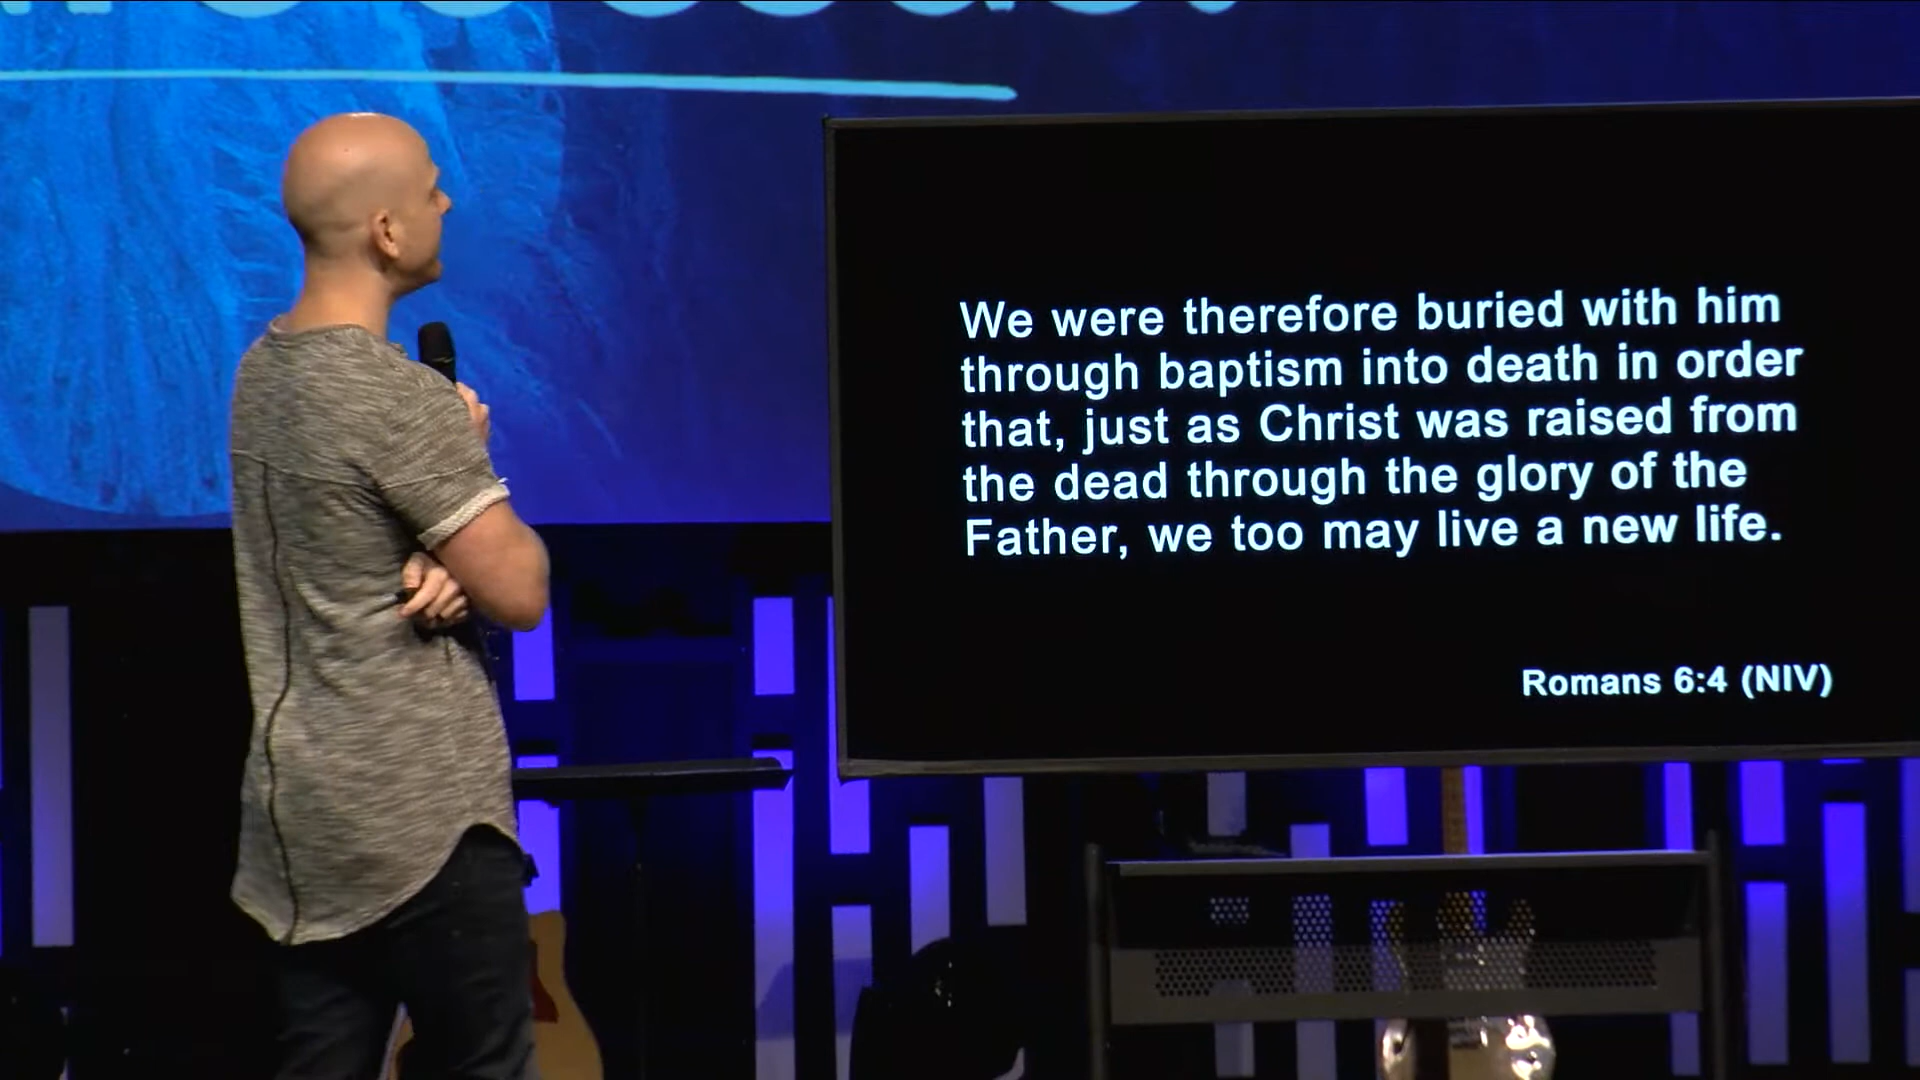 We were therefore buried with him
through baptism into death in order
that, just as Christ was raised from
the dead through the glory of the
Father, we too may live a new life.
Romans 6:4 (NIV)